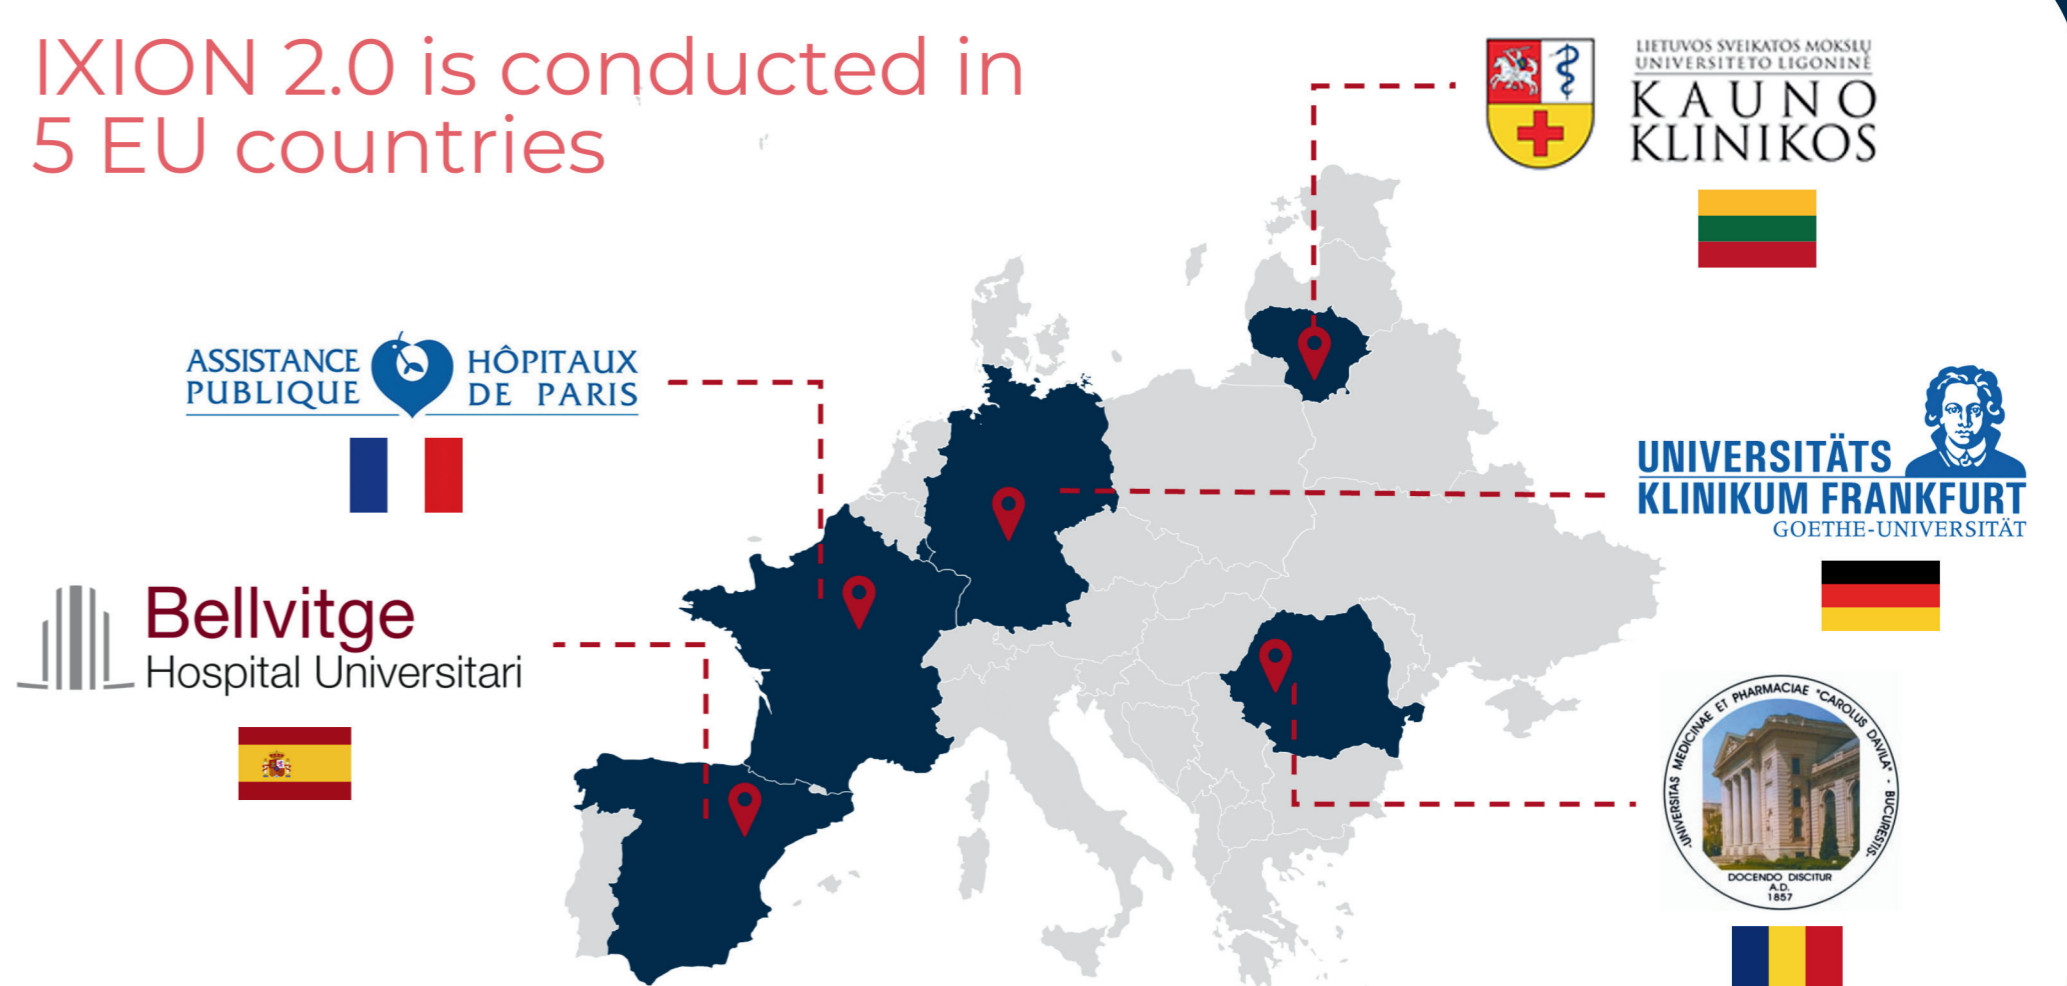 IXION 2.0 is conducted in
5 EU countries
LIETUVOS SVEIKATOS MOKSLŲ
UNIVERSITETO LIGONINĖ
KAUNO
KLINIKOS
ASSISTANCE
PUBLIQUE
HÔPITAUX
DE PARIS
UNIVERSITÄTS
KLINIKUM FRANKFURT
GOETHE-UNIVERSITÄT
Bellvitge
Hospital Universitari
UNIVERSITAS MEDICINAE ET PHARMACIAE "CAROLUS DAVILA" - BUCURESTIS-
DOCENDO DISCITUR
A.D.
1857